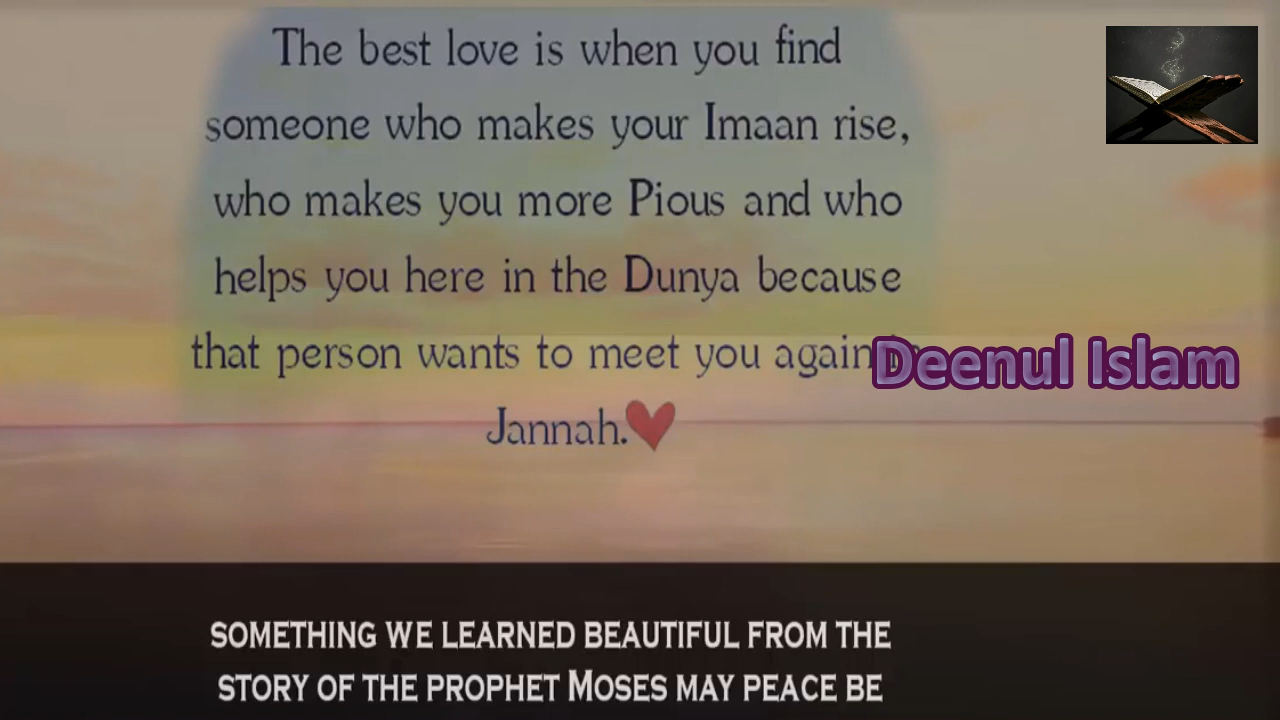 The best love is when you find
someone who makes your Imaan rise,
who makes you more Pious and who
helps you here in the Dunya because
that person wants to meet you again
Deenul Islam
Jannah.
SOMETHING WE LEARNED BEAUTIFUL FROM THE
STORY OF THE PROPHET MOSES MAY PEACE BE